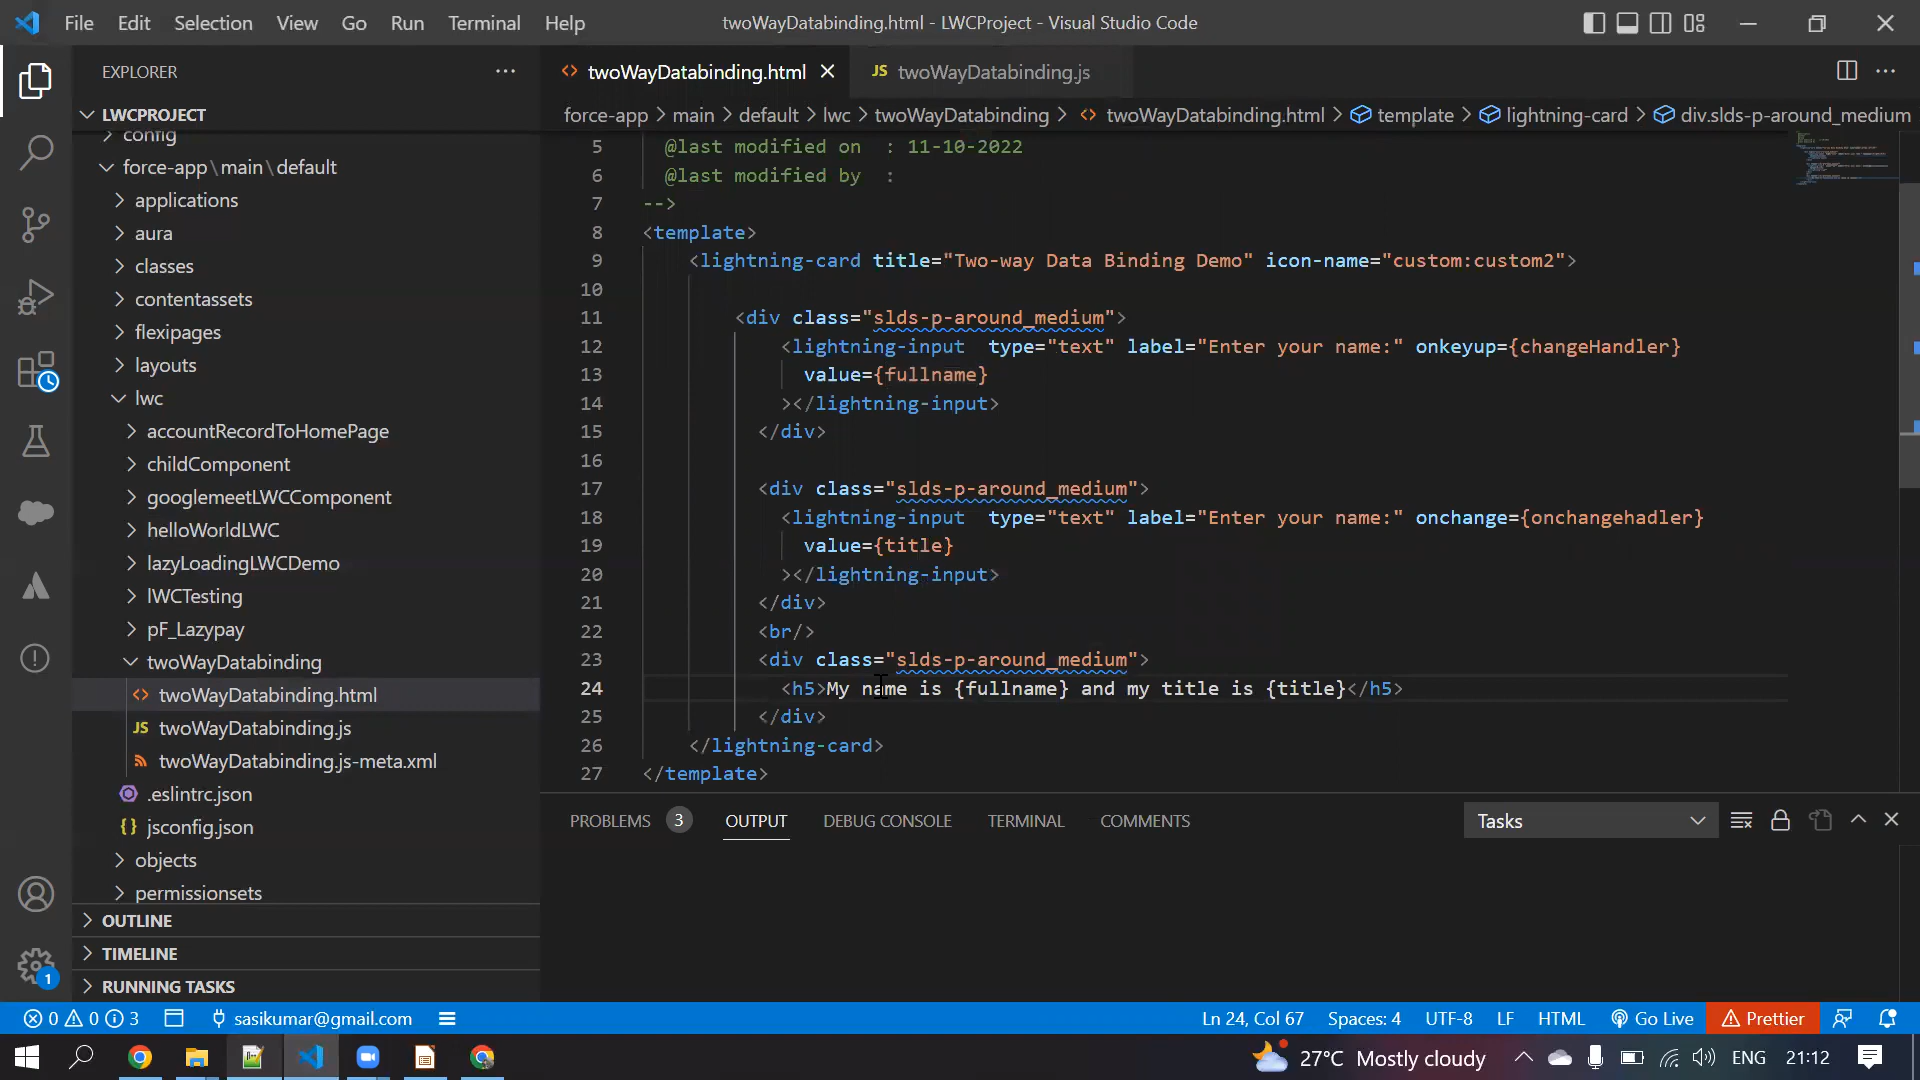 File Edit Selection View Go Run Terminal Help
twoWayDatabinding.html - LWCProject - Visual Studio Code
EXPLORER
LWCPROJECT
config
force-app\main\default
applications
aura
classes
contentassets
flexipages
layouts
lwc
accountRecordToHomePage
childComponent
googlemeetLWCComponent
helloWorldLWC
lazyLoadingLWCDemo
lWCTesting
pF_Lazypay
twoWayDatabinding
twoWayDatabinding.html
JS twoWayDatabinding.js
twoWayDatabinding.js-meta.xml
.eslintrc.json
{} jsconfig.json
objects
permissionsets
OUTLINE
TIMELINE
RUNNING TASKS
1
twoWayDatabinding.html
JS twoWayDatabinding.js
force-app > main > default > lwc > twoWayDatabinding > twoWayDatabinding.html > template > lightning-card > div.slds-p-around_medium
5 @last modified on : 11-10-2022
6 @last modified by :
7 -->
8 <template>
9 <lightning-card title="Two-way Data Binding Demo" icon-name="custom:custom2">
10
11 <div class="slds-p-around_medium">
12 <lightning-input type="text" label="Enter your name:" onkeyup={changeHandler}
13 value={fullname}
14 ></lightning-input>
15 </div>
16
17 <div class="slds-p-around_medium">
18 <lightning-input type="text" label="Enter your name:" onchange={onchangehadler}
19 value={title}
20 ></lightning-input>
21 </div>
22 <br/>
23 <div class="slds-p-around_medium">
24 <h5>My name is {fullname} and my title is {title}</h5>
25 </div>
26 </lightning-card>
27 </template>
PROBLEMS 3 OUTPUT DEBUG CONSOLE TERMINAL COMMENTS
Tasks
0 0 3 sasikumar@gmail.com
Ln 24, Col 67 Spaces: 4 UTF-8 LF HTML Go Live Prettier
27°C Mostly cloudy ENG 21:12